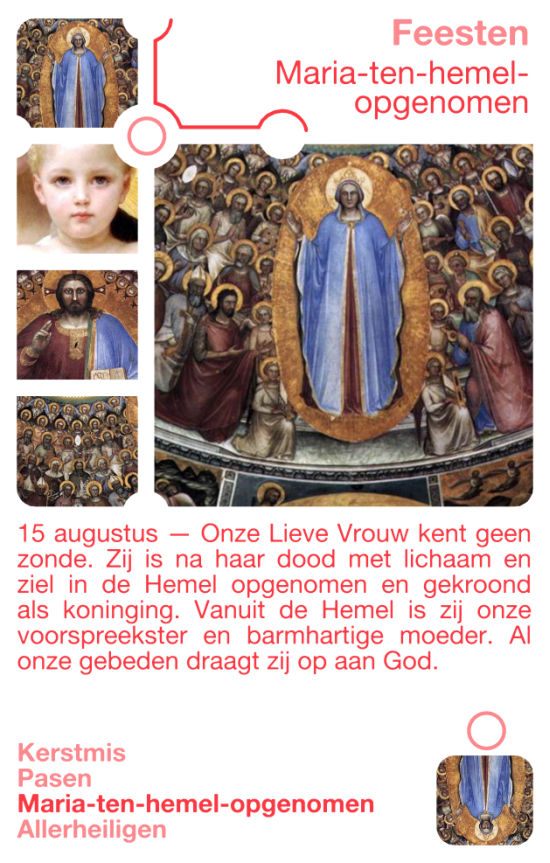 Feesten
Maria-ten-hemel-
opgenomen
15 augustus — Onze Lieve Vrouw kent geen
zonde. Zij is na haar dood met lichaam en
ziel in de Hemel opgenomen en gekroond
als koninging. Vanuit de Hemel is zij onze
voorspreekster en barmhartige moeder. Al
onze gebeden draagt zij op aan God.
Kerstmis
Pasen
Maria-ten-hemel-opgenomen
Allerheiligen